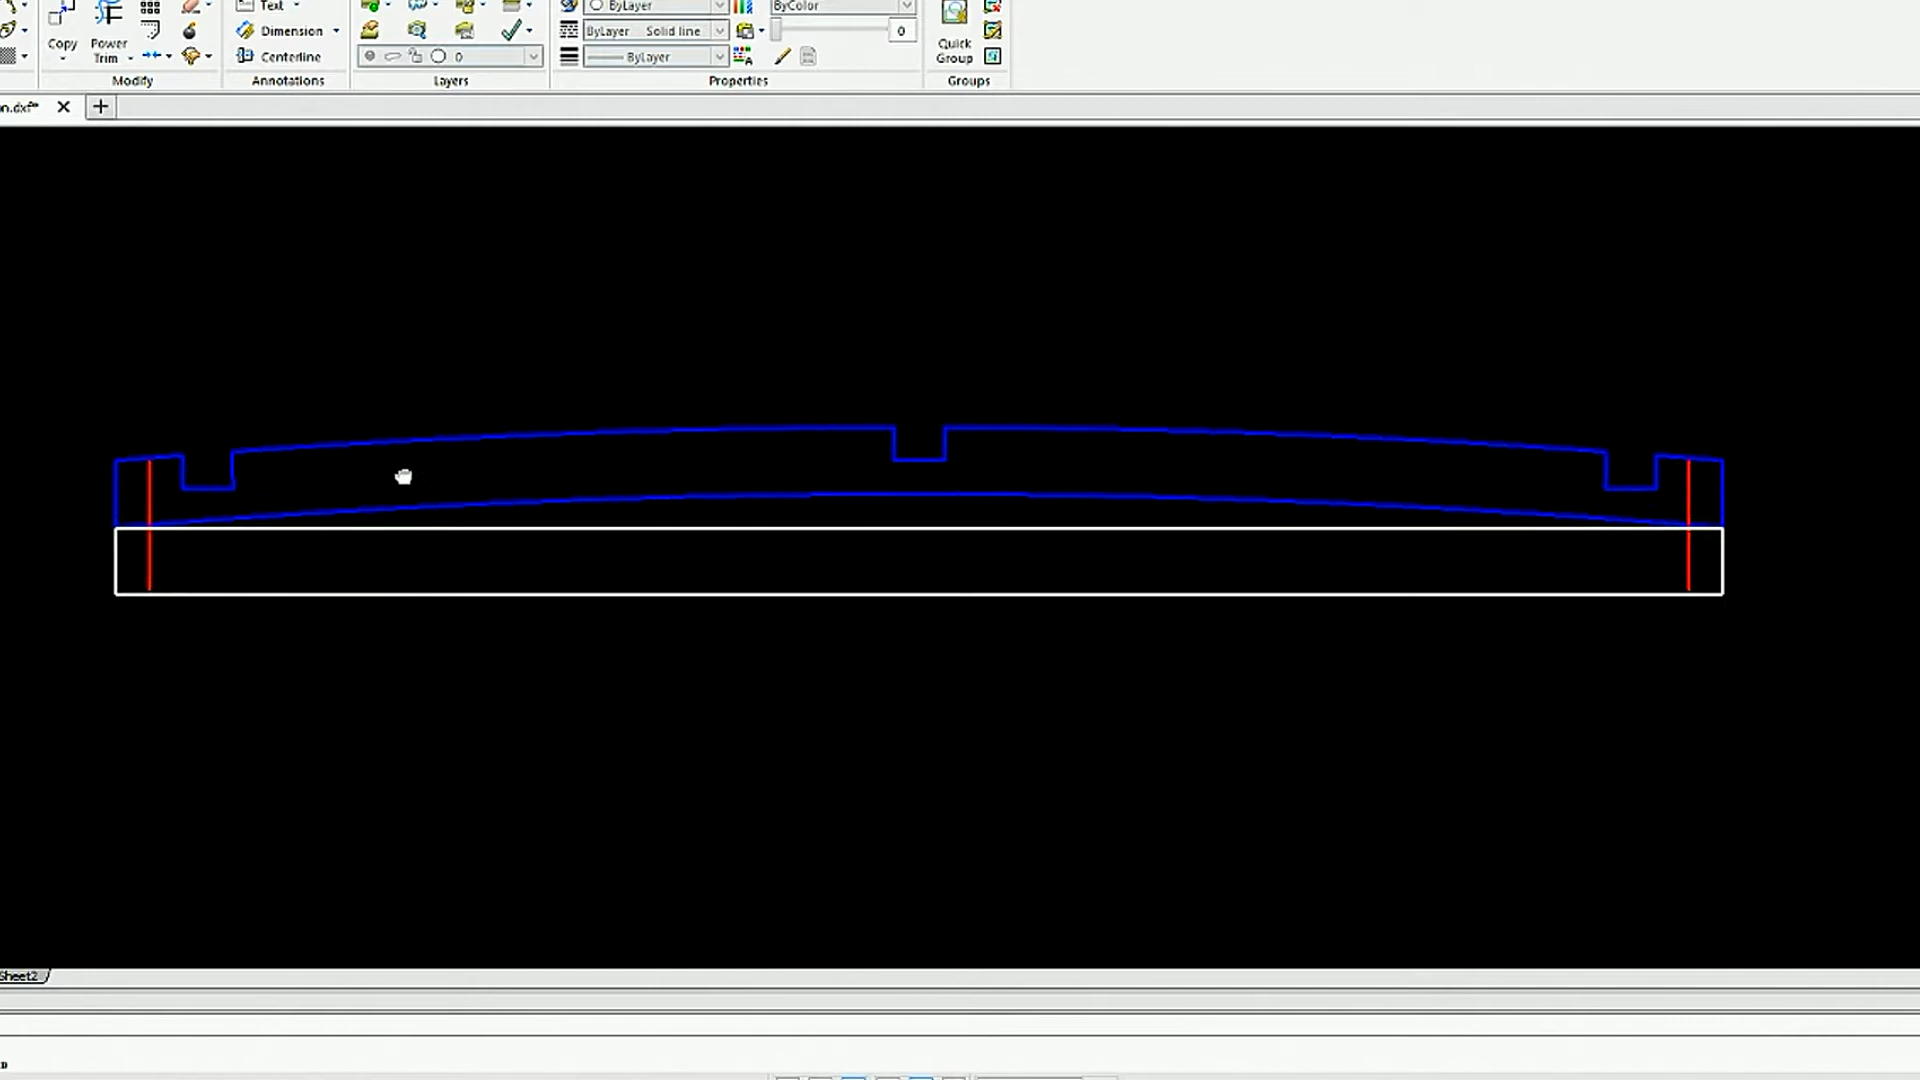 Text
ByLayer
ByColor
Copy
Power
Trim
Dimension
Centerline
0
ByLayer Solid line
0
ByLayer
Quick
Group
Modify
Annotations
Layers
Properties
Groups
n.dxf*
Sheet2